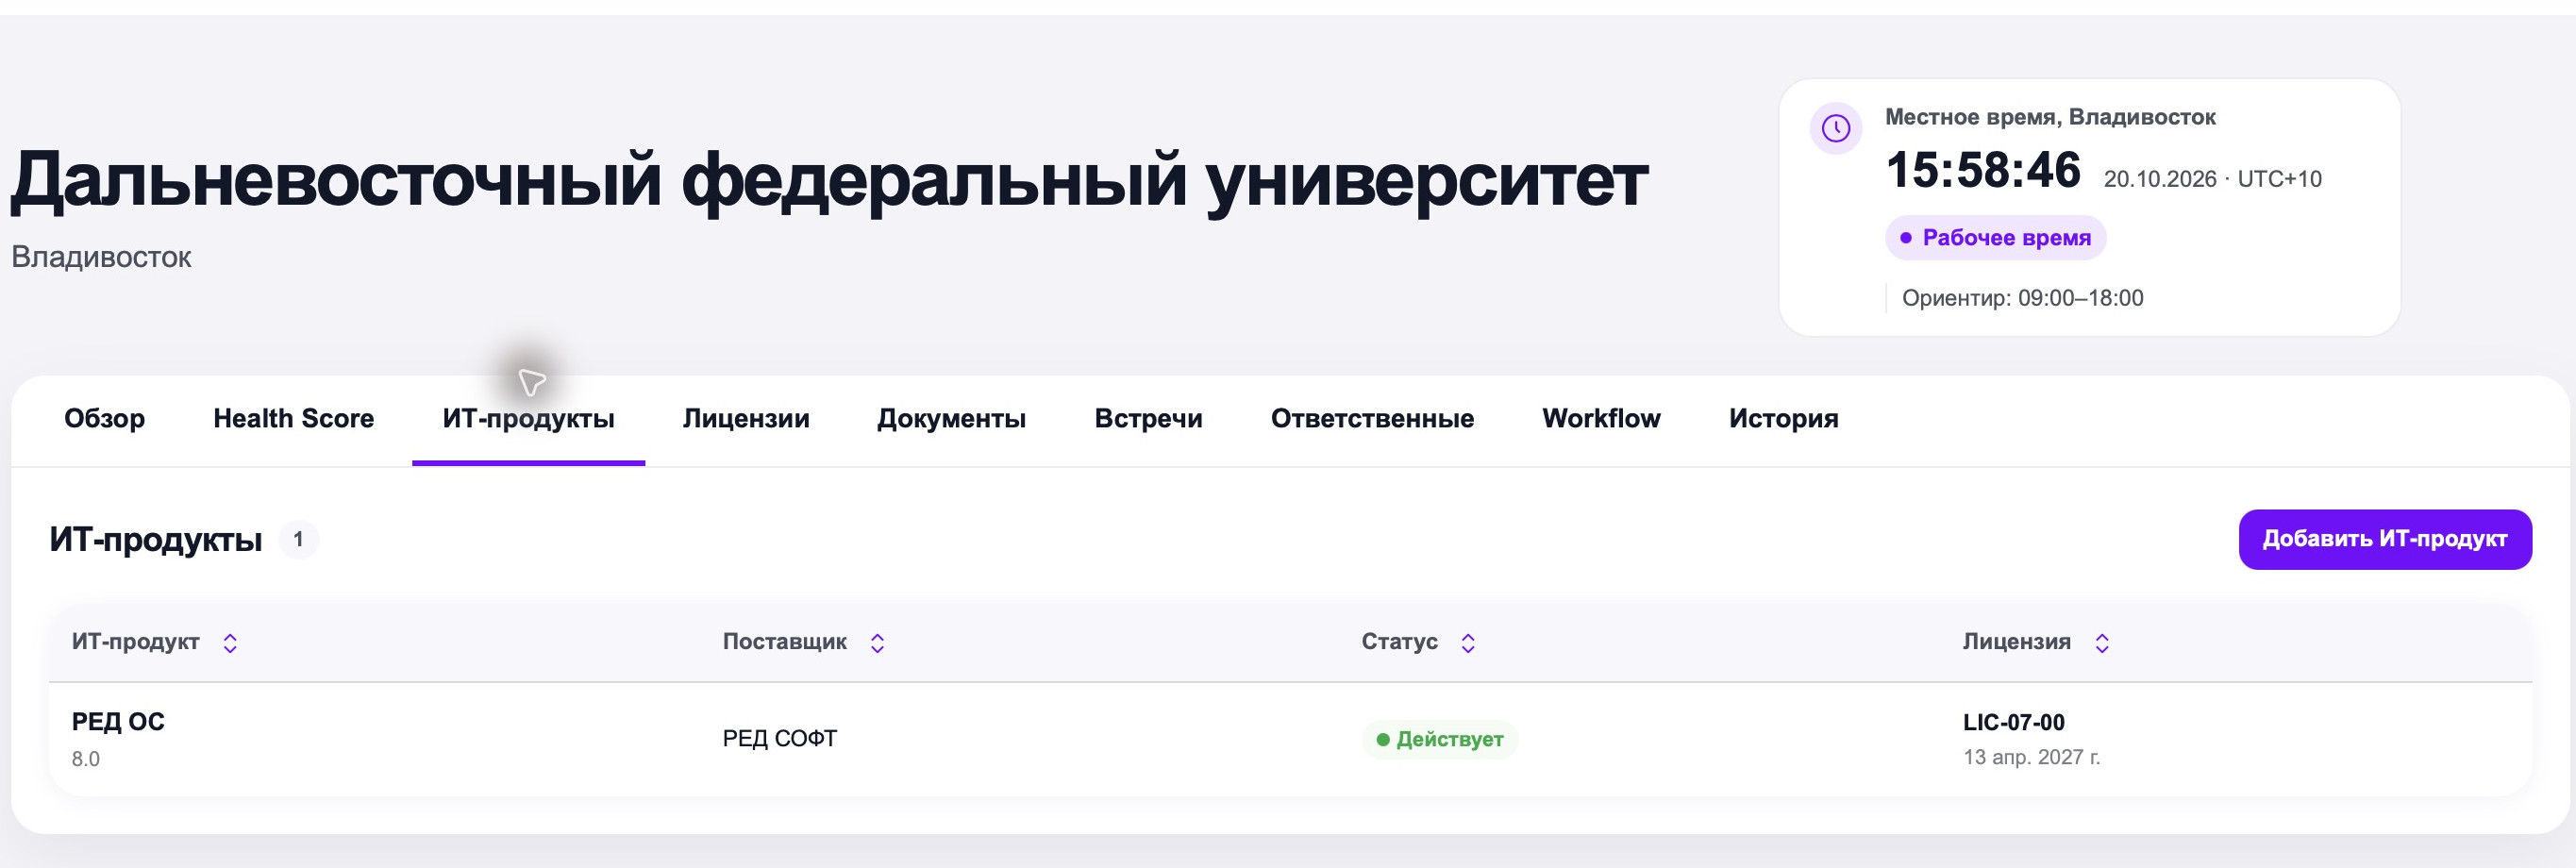 Дальневосточный федеральный университет
Владивосток
Местное время, Владивосток
15:58:46 20.10.2026 · UTC+10
Рабочее время
Ориентир: 09:00–18:00
Обзор Health Score ИТ-продукты Лицензии Документы Встречи Ответственные Workflow История
ИТ-продукты 1
Добавить ИТ-продукт
ИТ-продукт Поставщик Статус Лицензия
РЕД ОС РЕД СОФТ Действует LIC-07-00
8.0 13 апр. 2027 г.